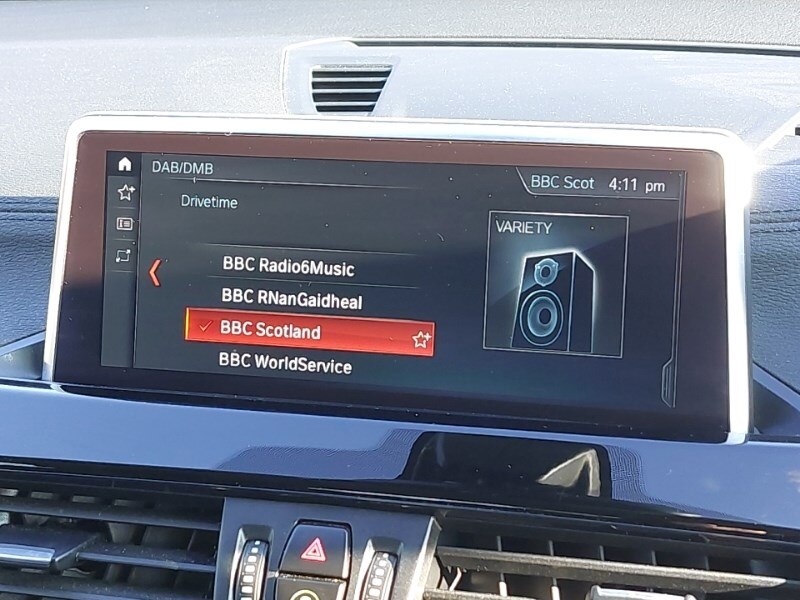 DAB/DMB
BBC Scot 4:11 pm
Drivetime
VARIETY
BBC Radio6Music
BBC RNanGaidheal
BBC Scotland
BBC WorldService